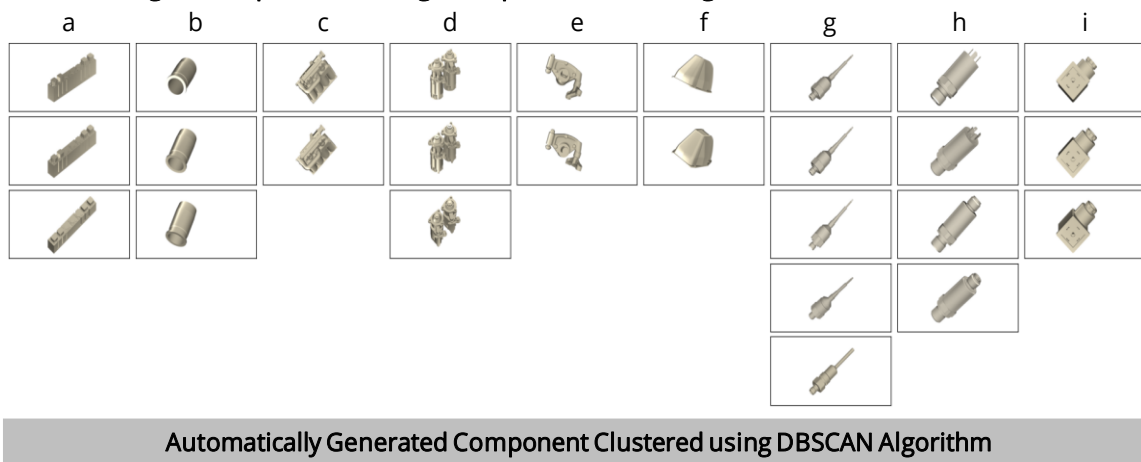 a b c d e f g h i
Automatically Generated Component Clustered using DBSCAN Algorithm